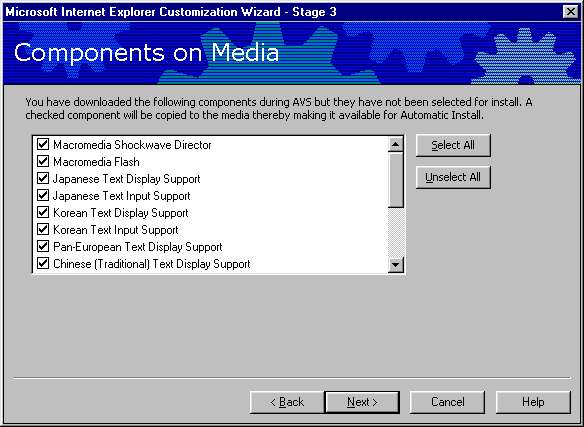 Microsoft Internet Explorer Customization Wizard - Stage 3
Components on Media
You have downloaded the following components during AVS but they have not been selected for install. A
checked component will be copied to the media thereby making it available for Automatic Install.
Macromedia Shockwave Director
Macromedia Flash
Japanese Text Display Support
Japanese Text Input Support
Korean Text Display Support
Korean Text Input Support
Pan-European Text Display Support
Chinese (Traditional) Text Display Support
Select All
Unselect All
< Back
Next >
Cancel
Help